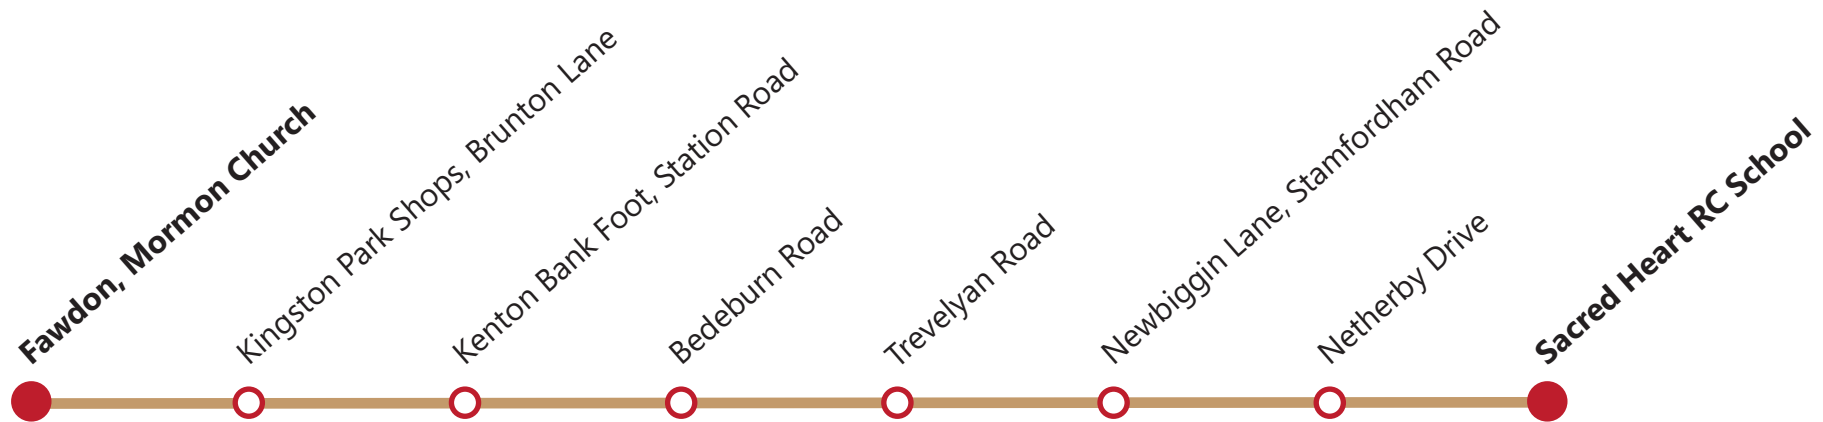 Fawdon, Mormon Church
Kingston Park Shops, Brunton Lane
Kenton Bank Foot, Station Road
Bedeburn Road
Trevelyan Road
Newbiggin Lane, Stamfordham Road
Netherby Drive
Sacred Heart RC School